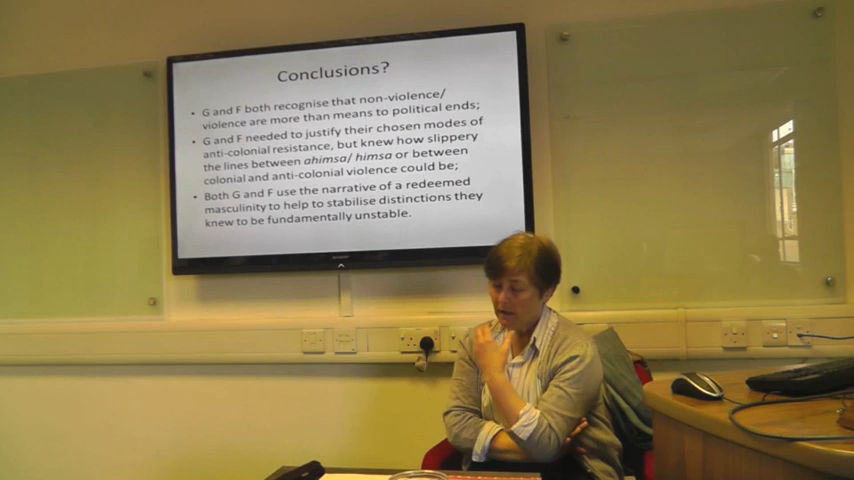 Conclusions?
• G and F both recognise that non-violence/
violence are more than means to political ends;
• G and F needed to justify their chosen modes of
anti-colonial resistance, but knew how slippery
the lines between ahimsa/ himsa or between
colonial and anti-colonial violence could be;
• Both G and F use the narrative of a redeemed
masculinity to help to stabilise distinctions they
knew to be fundamentally unstable.